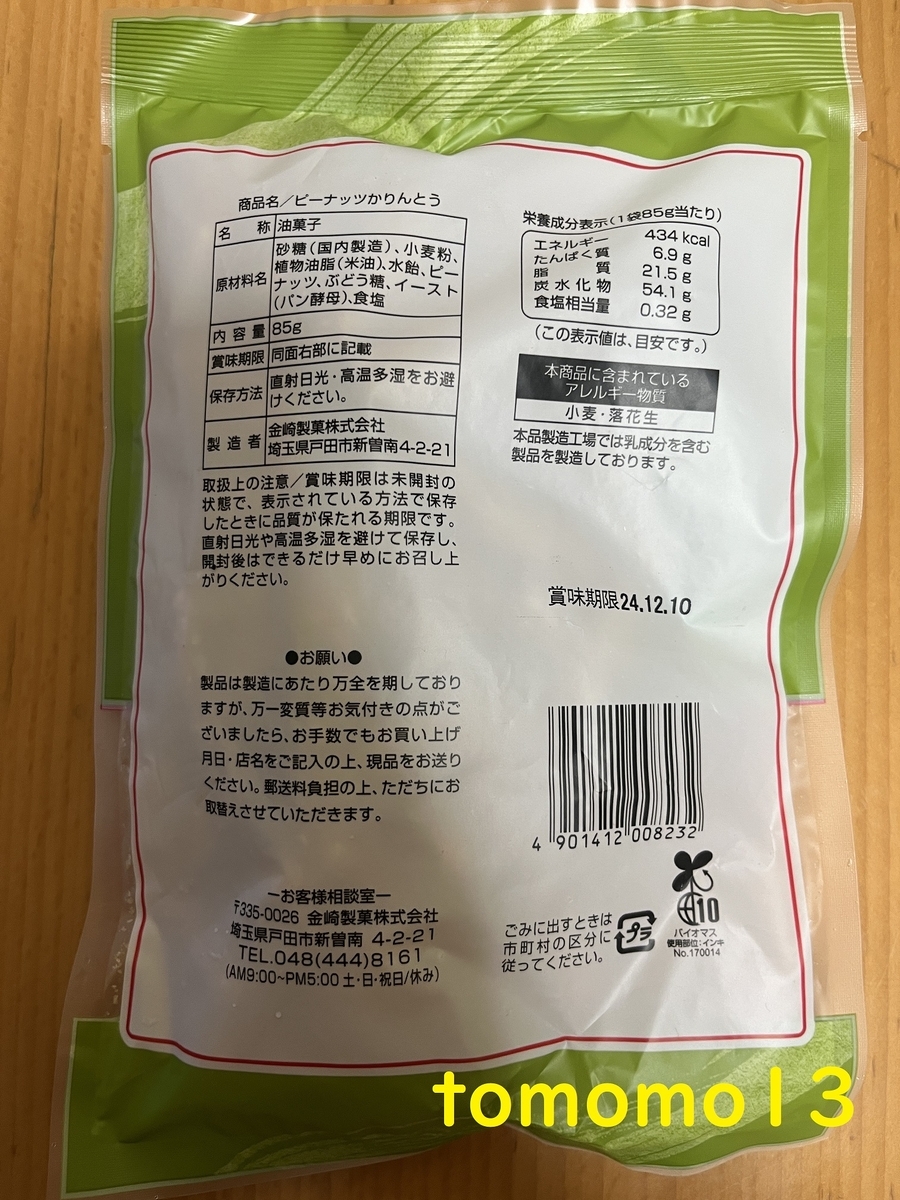 商品名/ピーナッツかりんとう
名 称 油菓子
原材料名 砂糖(国内製造)、小麦粉、
植物油脂(米油)、水飴、ピー
ナッツ、ぶどう糖、イースト
(パン酵母)、食塩
内容量 85g
賞味期限 同面右部に記載
保存方法 直射日光・高温多湿をお避
けください。
製造者 金崎製菓株式会社
埼玉県戸田市新曽南4-2-21
取扱上の注意/賞味期限は未開封の
状態で、表示されている方法で保存
したときに品質が保たれる期限です。
直射日光や高温多湿を避けて保存し、
開封後はできるだけ早めにお召し上
がりください。
●お願い●
製品は製造にあたり万全を期しており
ますが、万一変質等お気付きの点がご
ざいましたら、お手数でもお買い上げ
月日・店名をご記入の上、現品をお送り
ください。郵送料負担の上、ただちにお
取替えさせていただきます。
ーお客様相談室ー
〒335-0026 金崎製菓株式会社
埼玉県戸田市新曽南 4-2-21
TEL.048(444)8161
(AM9:00~PM5:00 土・日・祝日/休み)
栄養成分表示(1袋85g当たり)
エネルギー 434 kcal
たんぱく質 6.9 g
脂 質 21.5 g
炭水化物 54.1 g
食塩相当量 0.32 g
(この表示値は、目安です。)
本商品に含まれている
アレルギー物質
小麦・落花生
本品製造工場では乳成分を含む
製品を製造しております。
賞味期限24.12.10
4 901412 008232
ごみに出すときは
市町村の区分に
従ってください。
プラ
10
バイオマス
使用部位:インキ
No.170014
tomomo13